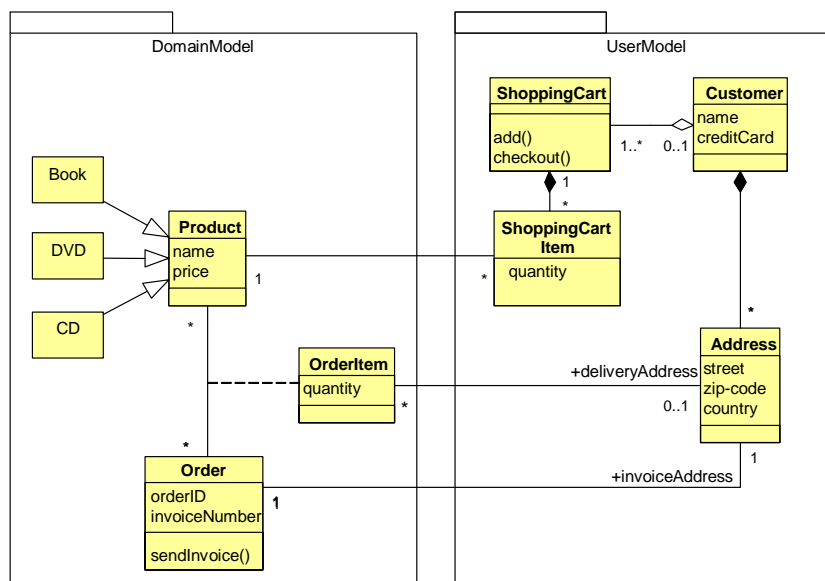 DomainModel
UserModel
ShoppingCart
add()
checkout()
Customer
name
creditCard
1..*
0..1
1
*
Book
DVD
CD
Product
name
price
1
*
ShoppingCart
Item
quantity
*
*
OrderItem
quantity
*
+deliveryAddress
0..1
Address
street
zip-code
country
*
Order
orderID
invoiceNumber
sendInvoice()
1
+invoiceAddress
1